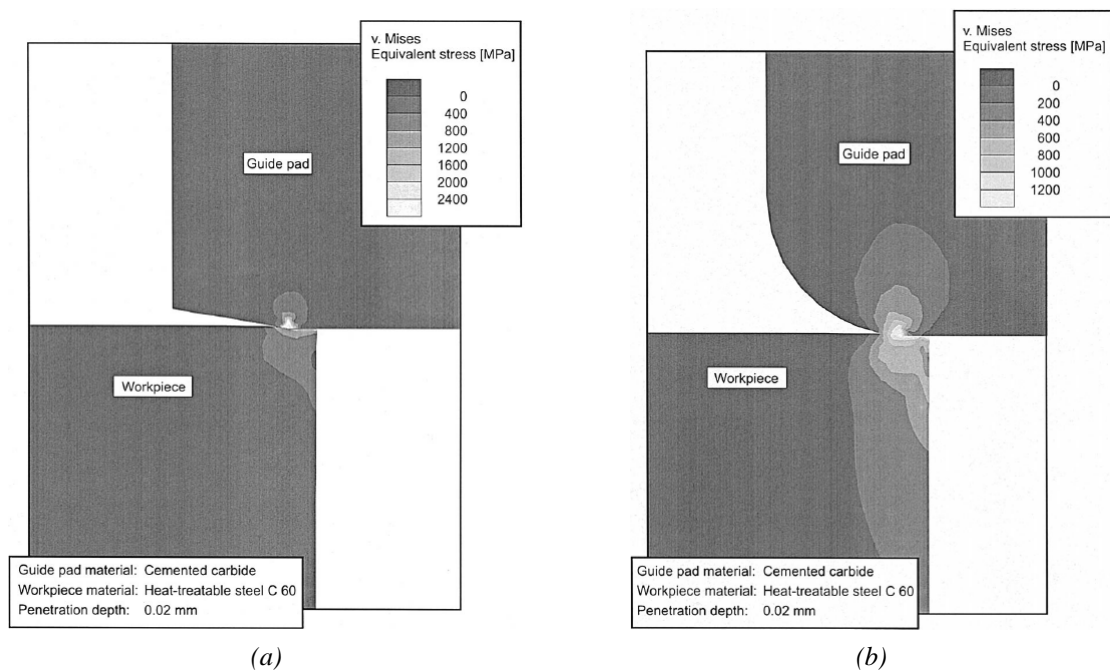 v. Mises
Equivalent stress [MPa]
0
400
800
1200
1600
2000
2400
Guide pad
Workpiece
Guide pad material: Cemented carbide
Workpiece material: Heat-treatable steel C 60
Penetration depth: 0.02 mm
(a)
v. Mises
Equivalent stress [MPa]
0
200
400
600
800
1000
1200
Guide pad
Workpiece
Guide pad material: Cemented carbide
Workpiece material: Heat-treatable steel C 60
Penetration depth: 0.02 mm
(b)